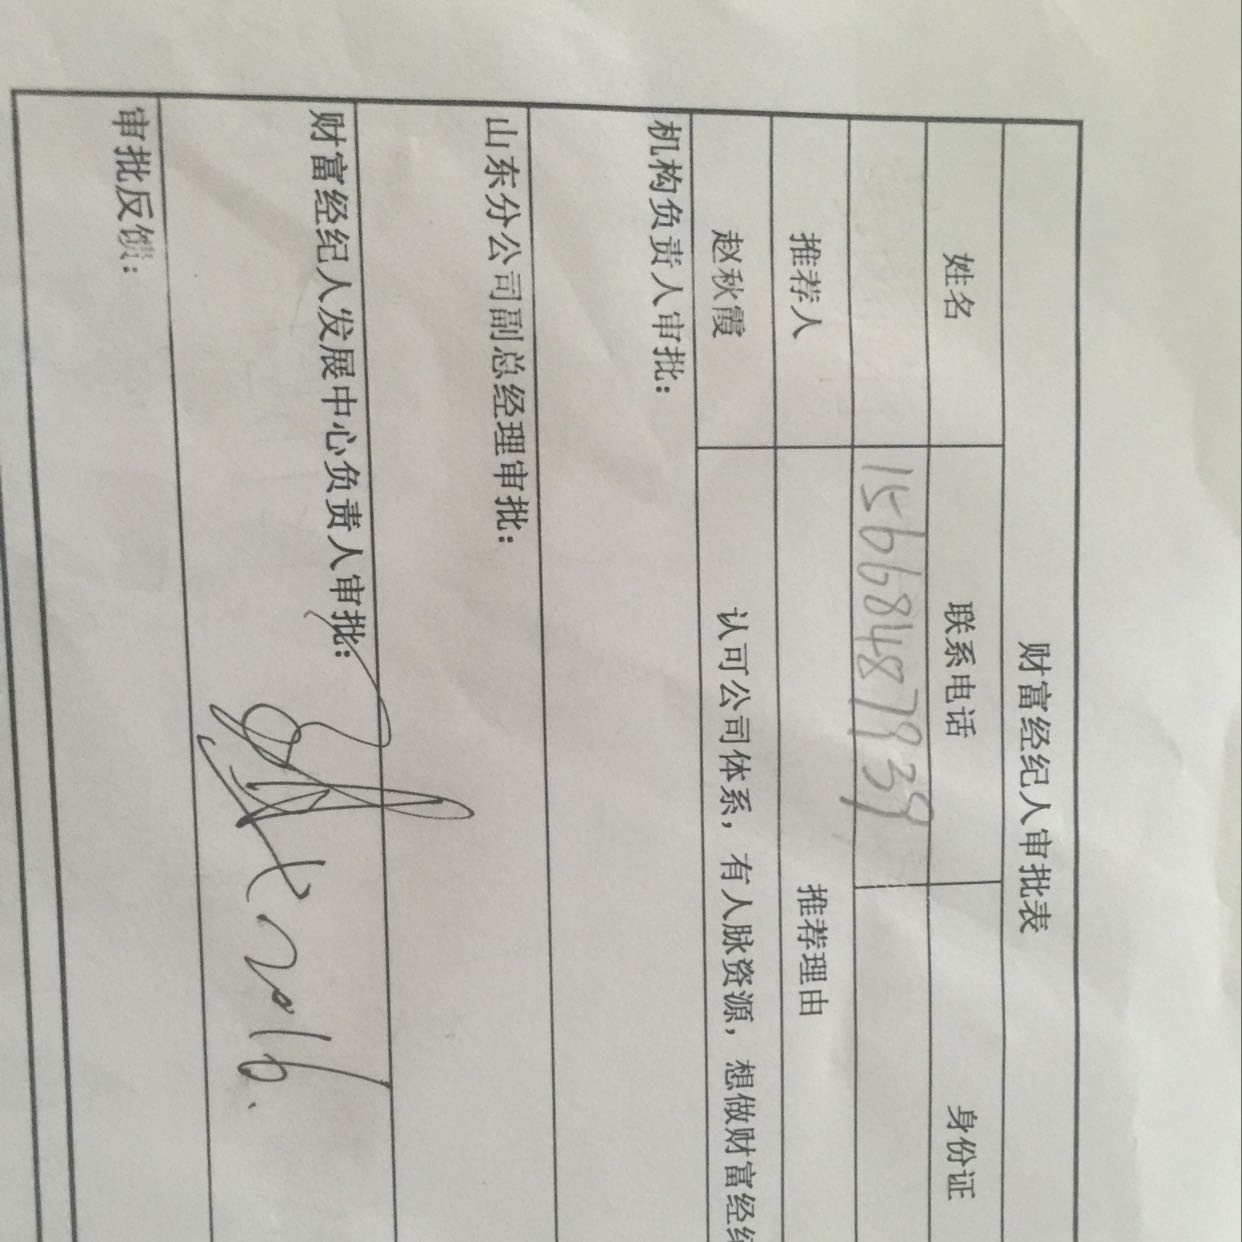 财富经纪人审批表
姓名 联系电话 身份证
15668487939
推荐人 推荐理由
赵秋霞 认可公司体系，有人脉资源，想做财富经纪
机构负责人审批：
山东分公司副总经理审批：
财富经纪人发展中心负责人审批：
2016.
审批反馈：